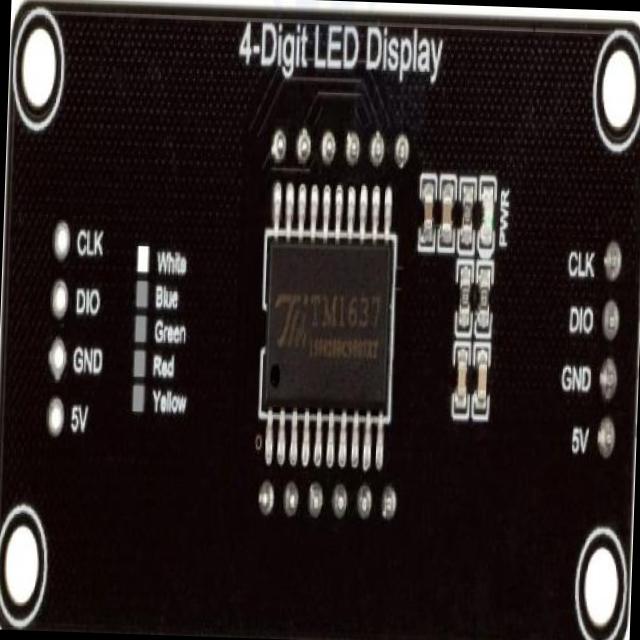 4-Digit LED Display
PWR
CLK
DIO
GND
5V
White
Blue
Green
Red
Yellow
TM1637
CLK
DIO
GND
5V